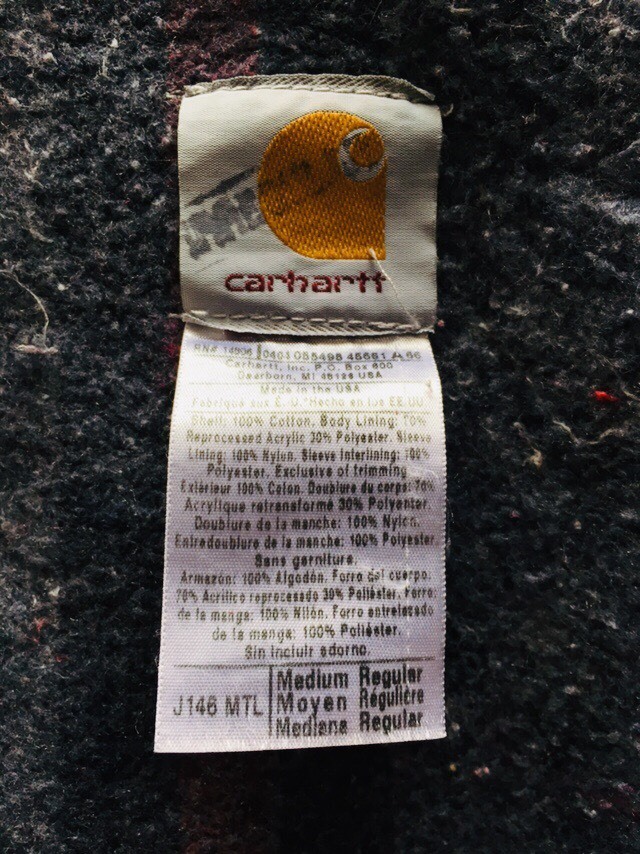 carhartt
RN# 14806 0401 055498 45661 A 56
Carhartt, Inc. P.O. Box 600
Dearborn, MI 48126 USA
Made in the USA
Fabriqué aux É.-U. "Hecho en los EE.UU.
Shell: 100% Cotton. Body Lining: 70%
Reprocessed Acrylic 30% Polyester. Sleeve
Lining: 100% Nylon. Sleeve Interlining: 100%
Polyester. Exclusive of trimming
Extérieur 100% Coton. Doublure du corps: 70%
Acrylique retransformé 30% Polyester
Doublure de la manche: 100% Nylon.
Entredoublure de la manche: 100% Polyester
Sans garniture.
Armazon: 100% Algodón. Forro del cuerpo.
70% Acrílico reprocesado 30% Poliéster. Forro
de la manga: 100% Nilón. Forro entrelazado
de la manga: 100% Poliéster.
Sin incluir adorno.
J146 MTL
Medium Regular
Moyen Régulière
Mediana Regular